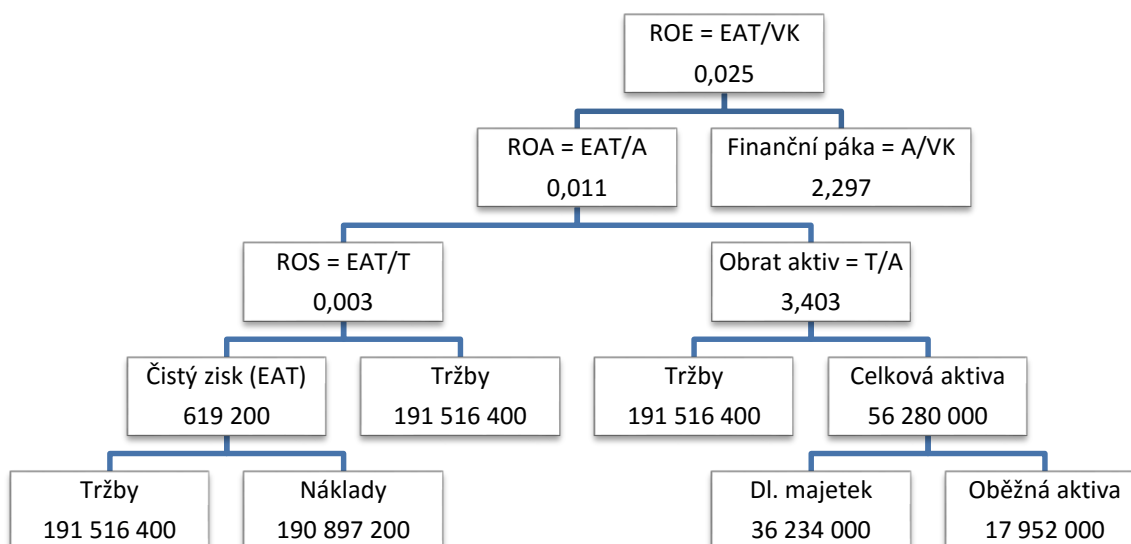 ROE = EAT/VK
0,025
ROA = EAT/A
0,011
Finanční páka = A/VK
2,297
ROS = EAT/T
0,003
Obrat aktiv = T/A
3,403
Čistý zisk (EAT)
619 200
Tržby
191 516 400
Tržby
191 516 400
Celková aktiva
56 280 000
Tržby
191 516 400
Náklady
190 897 200
Dl. majetek
36 234 000
Oběžná aktiva
17 952 000